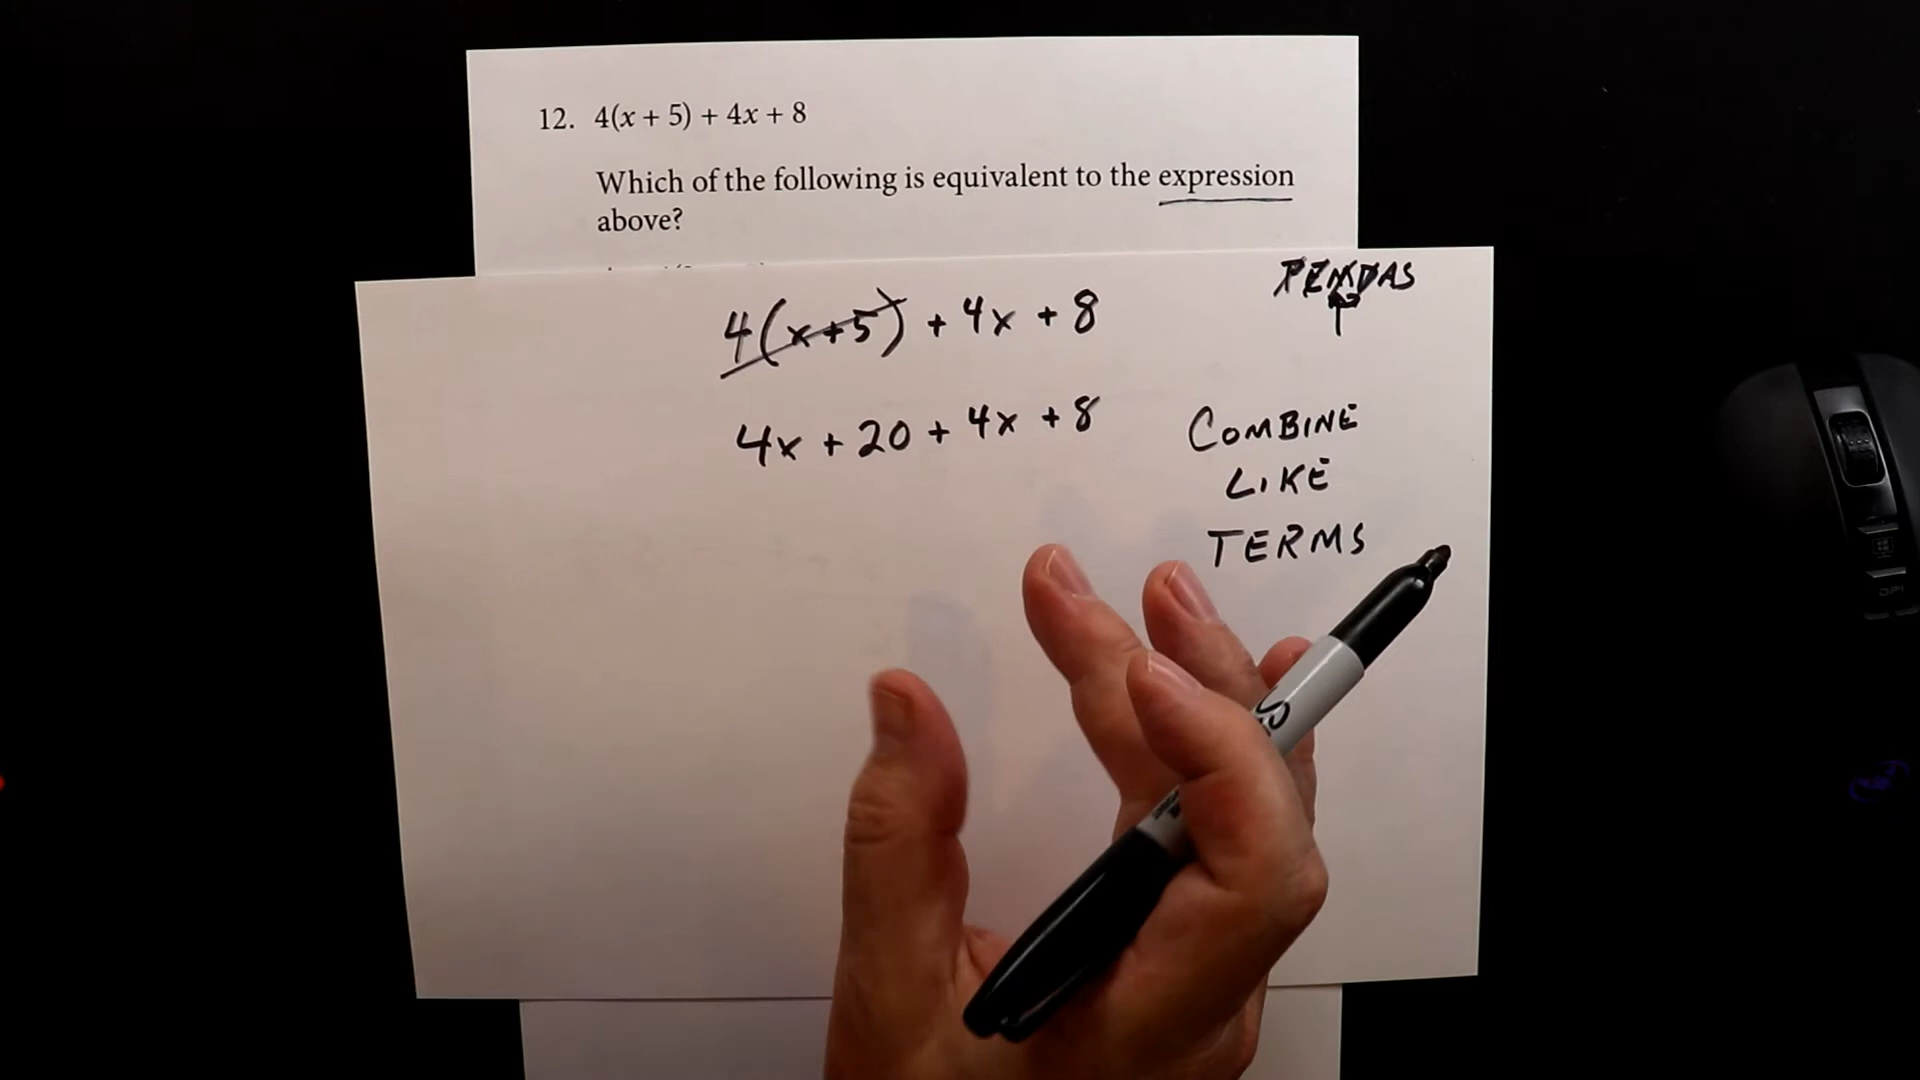 12. 4(x + 5) + 4x + 8
Which of the following is equivalent to the expression
above?
PEMDAS
4(x+5) + 4x + 8
4x + 20 + 4x + 8
COMBINE
LIKE
TERMS
DPI